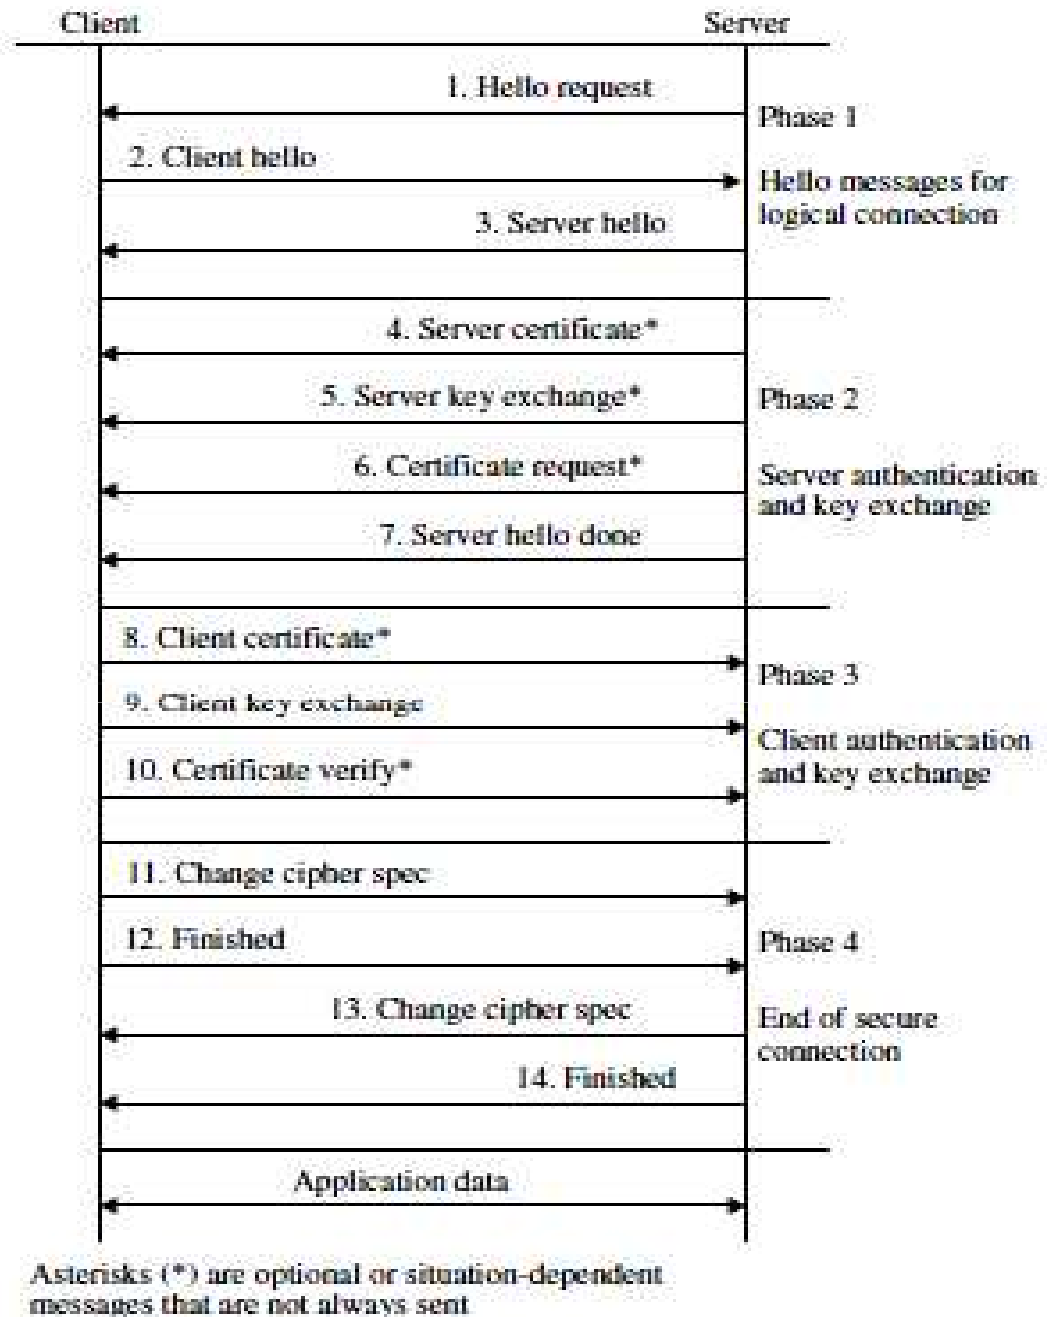 Client
Server
1. Hello request
Phase 1
2. Client hello
Hello messages for
logical connection
3. Server hello
4. Server certificate*
5. Server key exchange*
Phase 2
6. Certificate request*
Server authentication
and key exchange
7. Server hello done
8. Client certificate*
Phase 3
9. Client key exchange
Client authentication
and key exchange
10. Certificate verify*
11. Change cipher spec
12. Finished
Phase 4
13. Change cipher spec
End of secure
connection
14. Finished
Application data
Asterisks (*) are optional or situation-dependent
messages that are not always sent